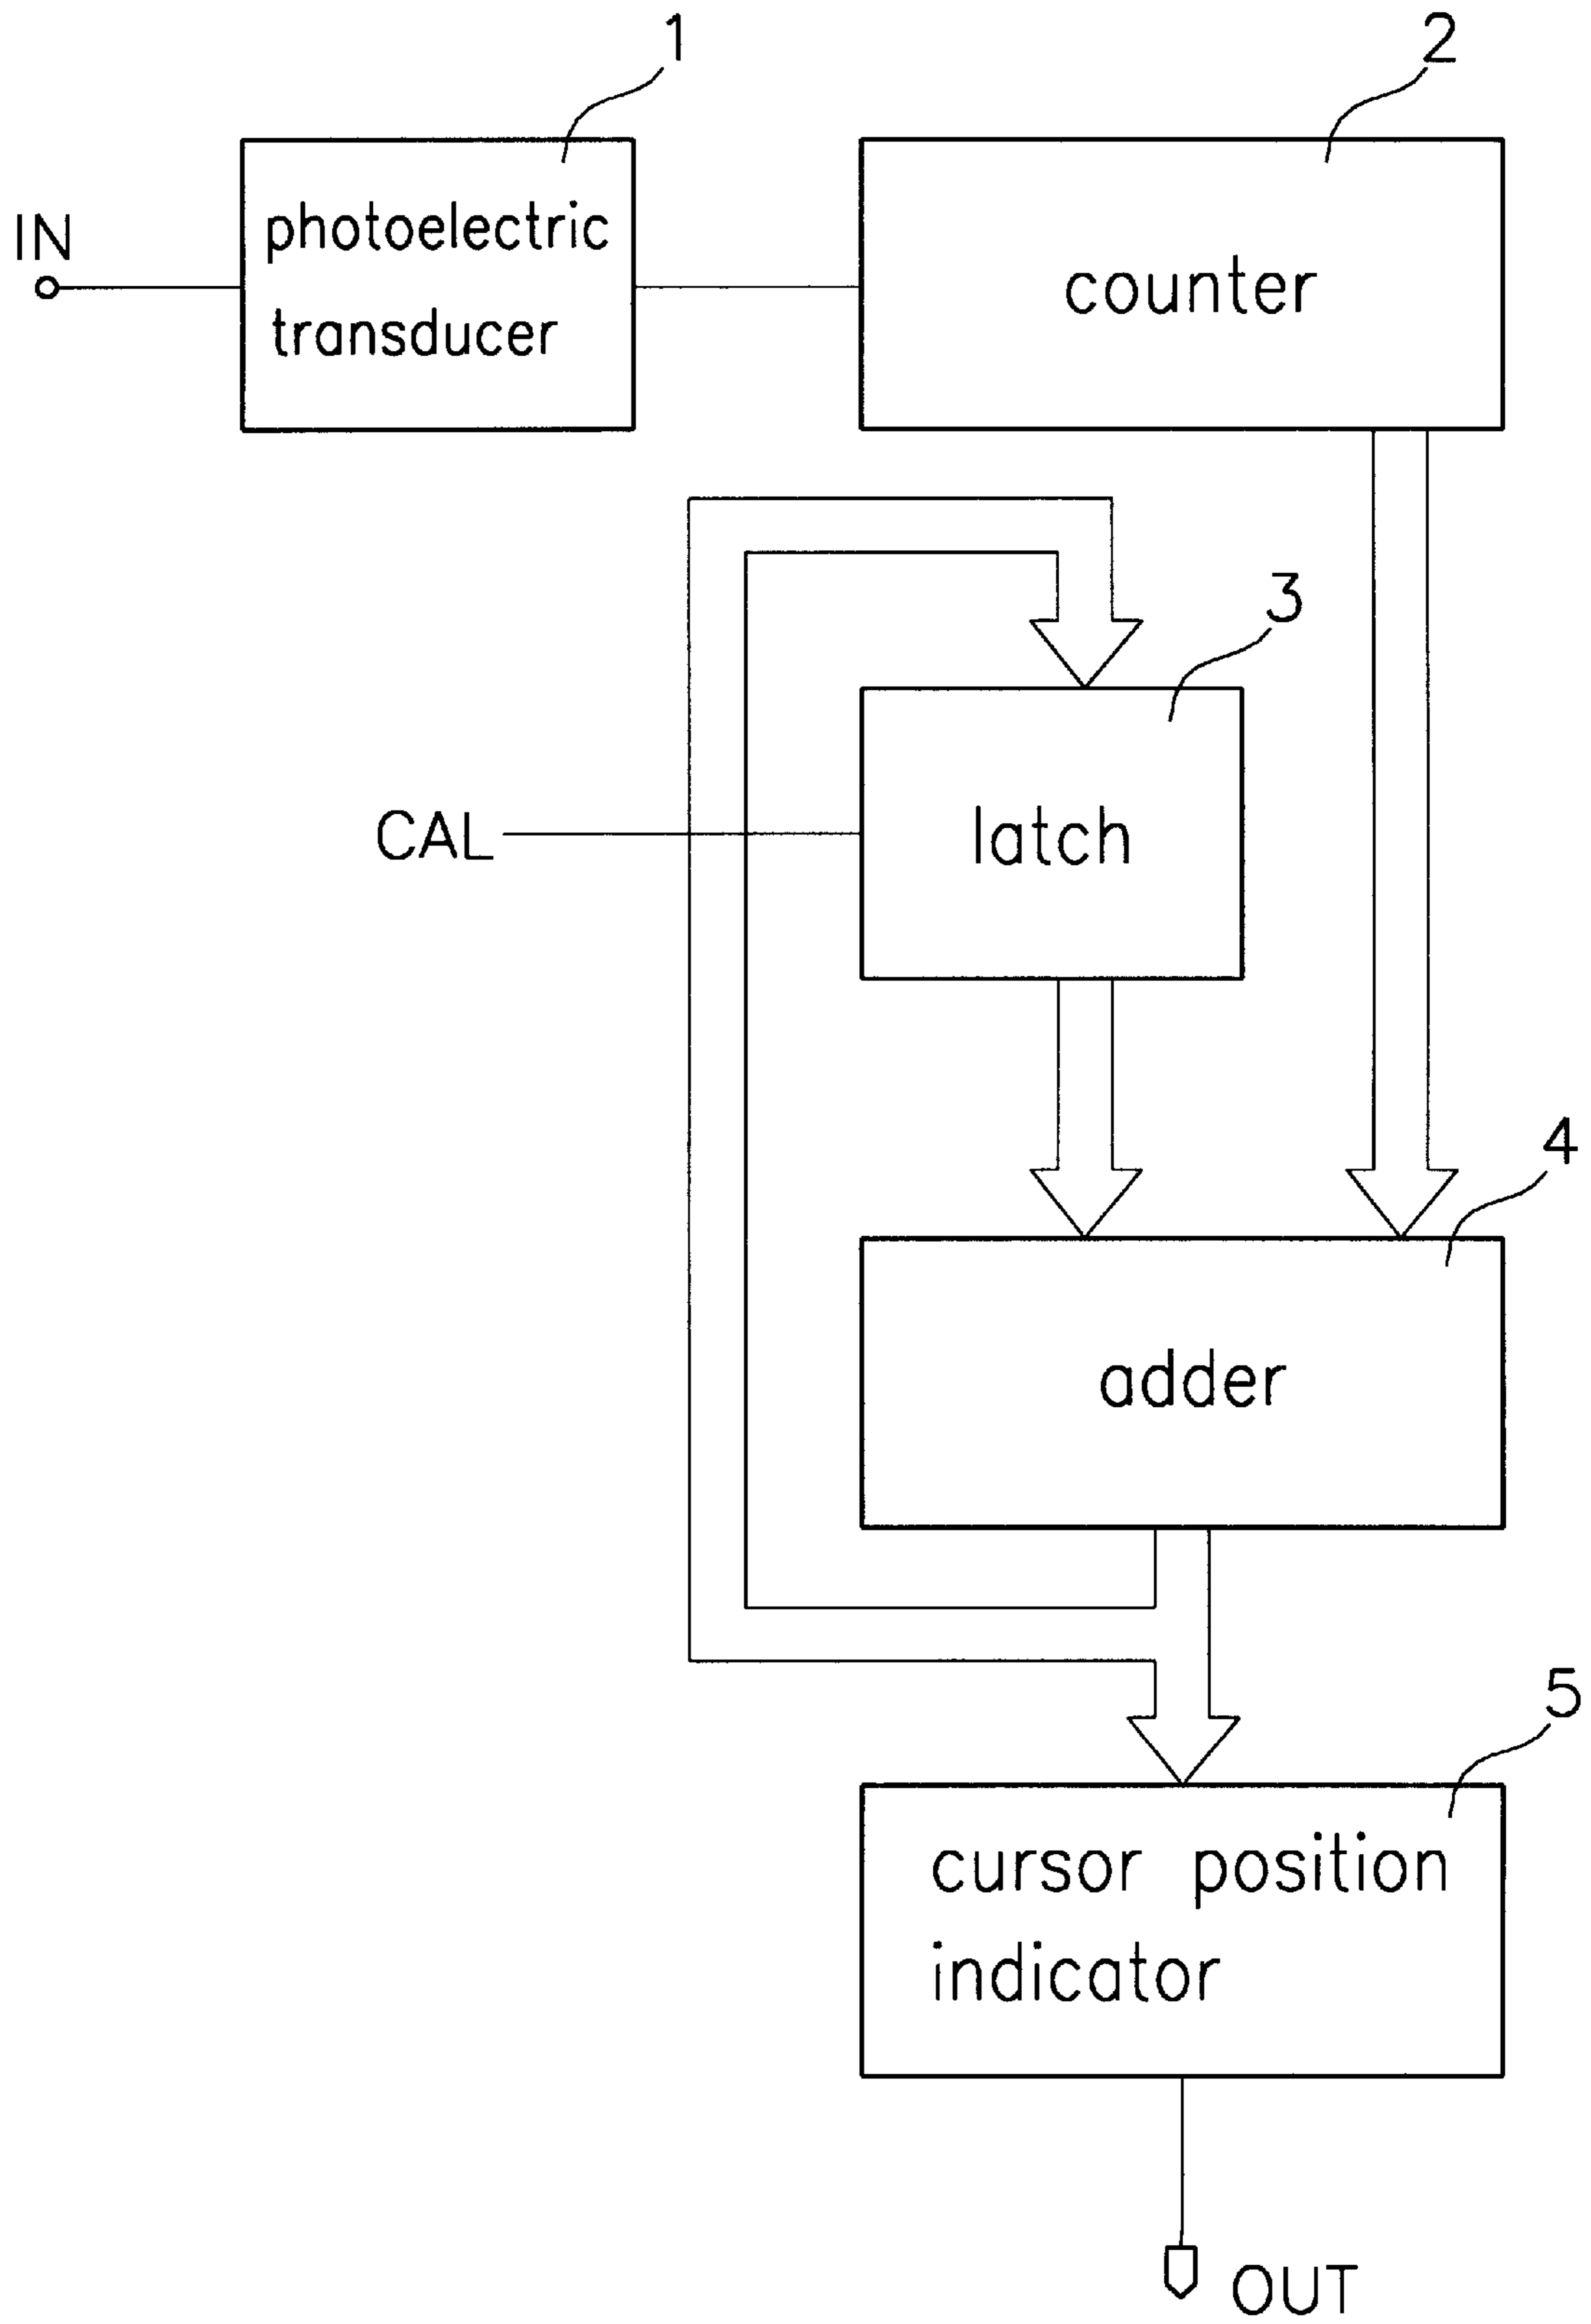 1
2
IN
photoelectric
transducer
counter
3
CAL
latch
4
adder
5
cursor position
indicator
OUT